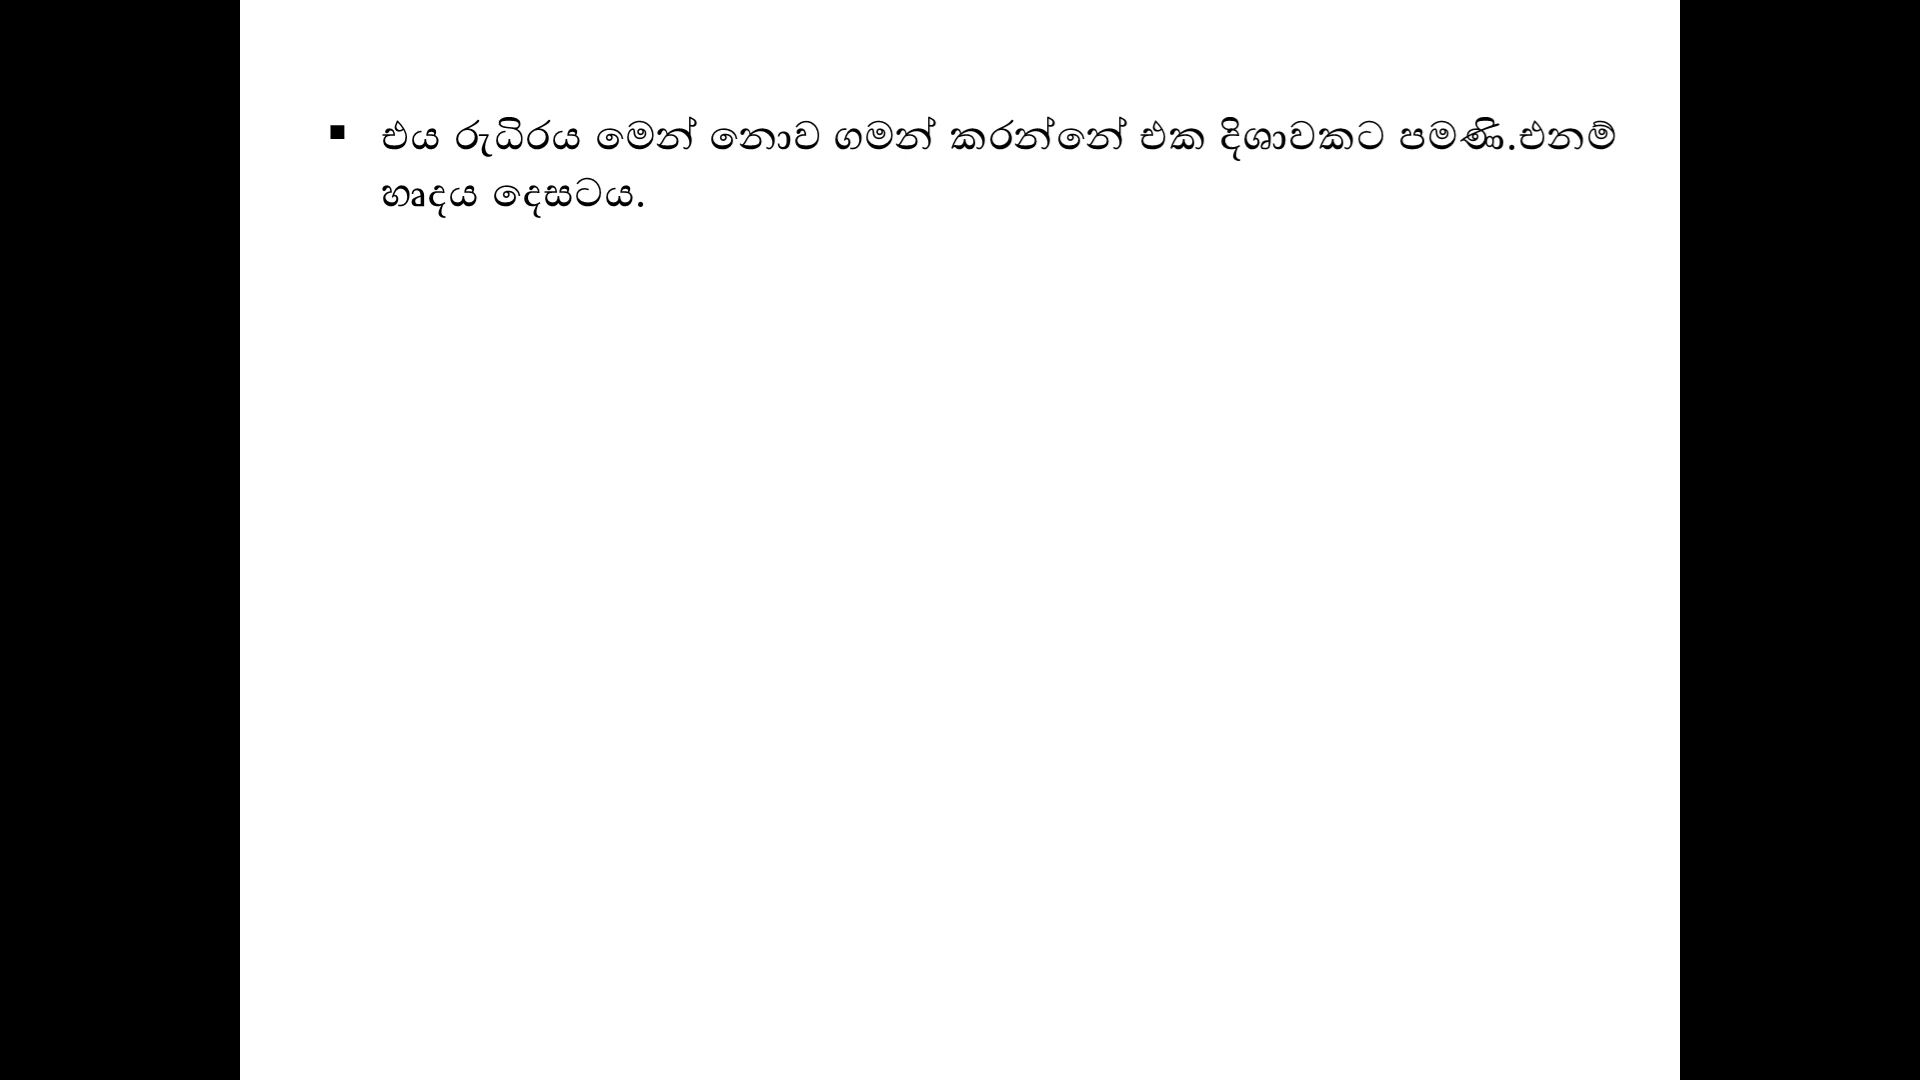 ▪ එය රුධිරය මෙන් නොව ගමන් කරන්නේ එක දිශාවකට පමණි.එනම්
හෘදය දෙසටය.